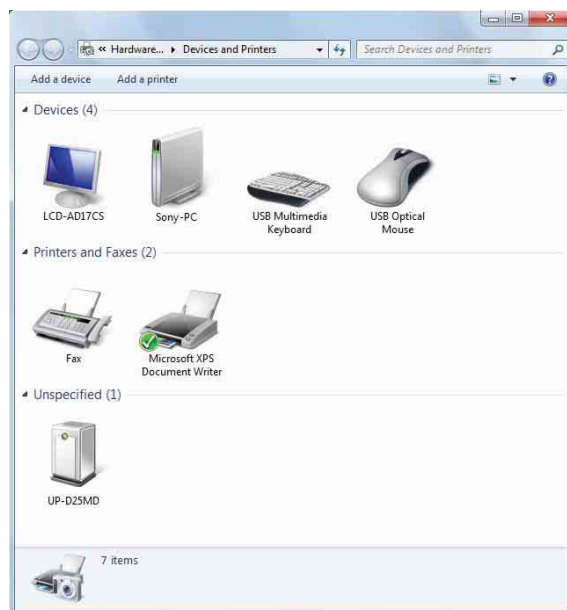 « Hardware... ▸ Devices and Printers
Search Devices and Printers
Add a device Add a printer
Devices (4)
LCD-AD17CS Sony-PC USB Multimedia Keyboard USB Optical Mouse
Printers and Faxes (2)
Fax Microsoft XPS Document Writer
Unspecified (1)
UP-D25MD
7 items